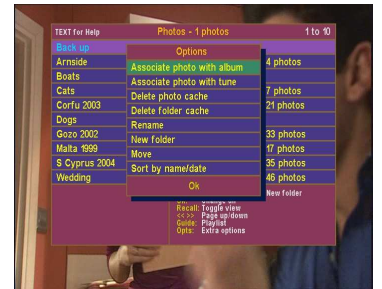 TEXT for Help Photos - 1 photos 1 to 10
Back up
Options
Arnside 4 photos
Associate photo with album
Boats
Associate photo with tune
Cats 7 photos
Delete photo cache
Corfu 2003 21 photos
Delete folder cache
Dogs
Rename
Gozo 2002 33 photos
New folder
Malta 1999 17 photos
Move
S Cyprus 2004 35 photos
Sort by name/date
Wedding 46 photos
Ok
New folder
Recall: Toggle view
<< >> Page up/down
Guide: Playlist
Opts: Extra options